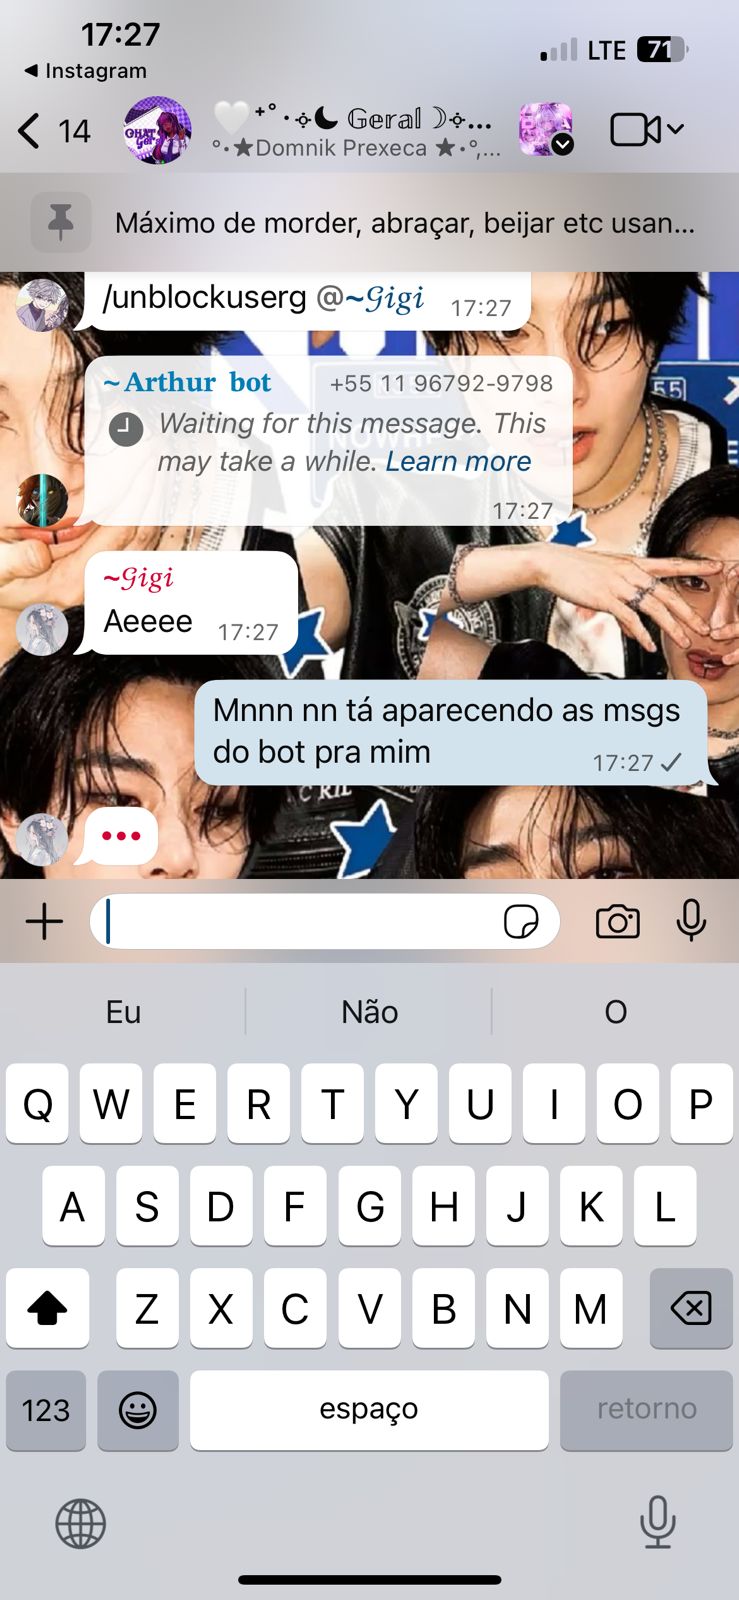 17:27
LTE
71
◀ Instagram
14
🤍⁺˚⋆⟡☾ 𝔾𝕖𝕣𝕒𝕝☽⟡...
°•★Domnik Prexeca ★•°,...
CHAT
Máximo de morder, abraçar, beijar etc usan...
/unblockuserg @~𝒢𝒾𝑔𝒾
17:27
~𝐀𝐫𝐭𝐡𝐮𝐫 𝐛𝐨𝐭
+55 11 96792-9798
Waiting for this message. This
may take a while. Learn more
17:27
55
~𝒢𝒾𝑔𝒾
Aeeee
17:27
Mnnn nn tá aparecendo as msgs
do bot pra mim
17:27
•••
Eu
Não
O
Q W E R T Y U I O P
A S D F G H J K L
Z X C V B N M
123
espaço
retorno